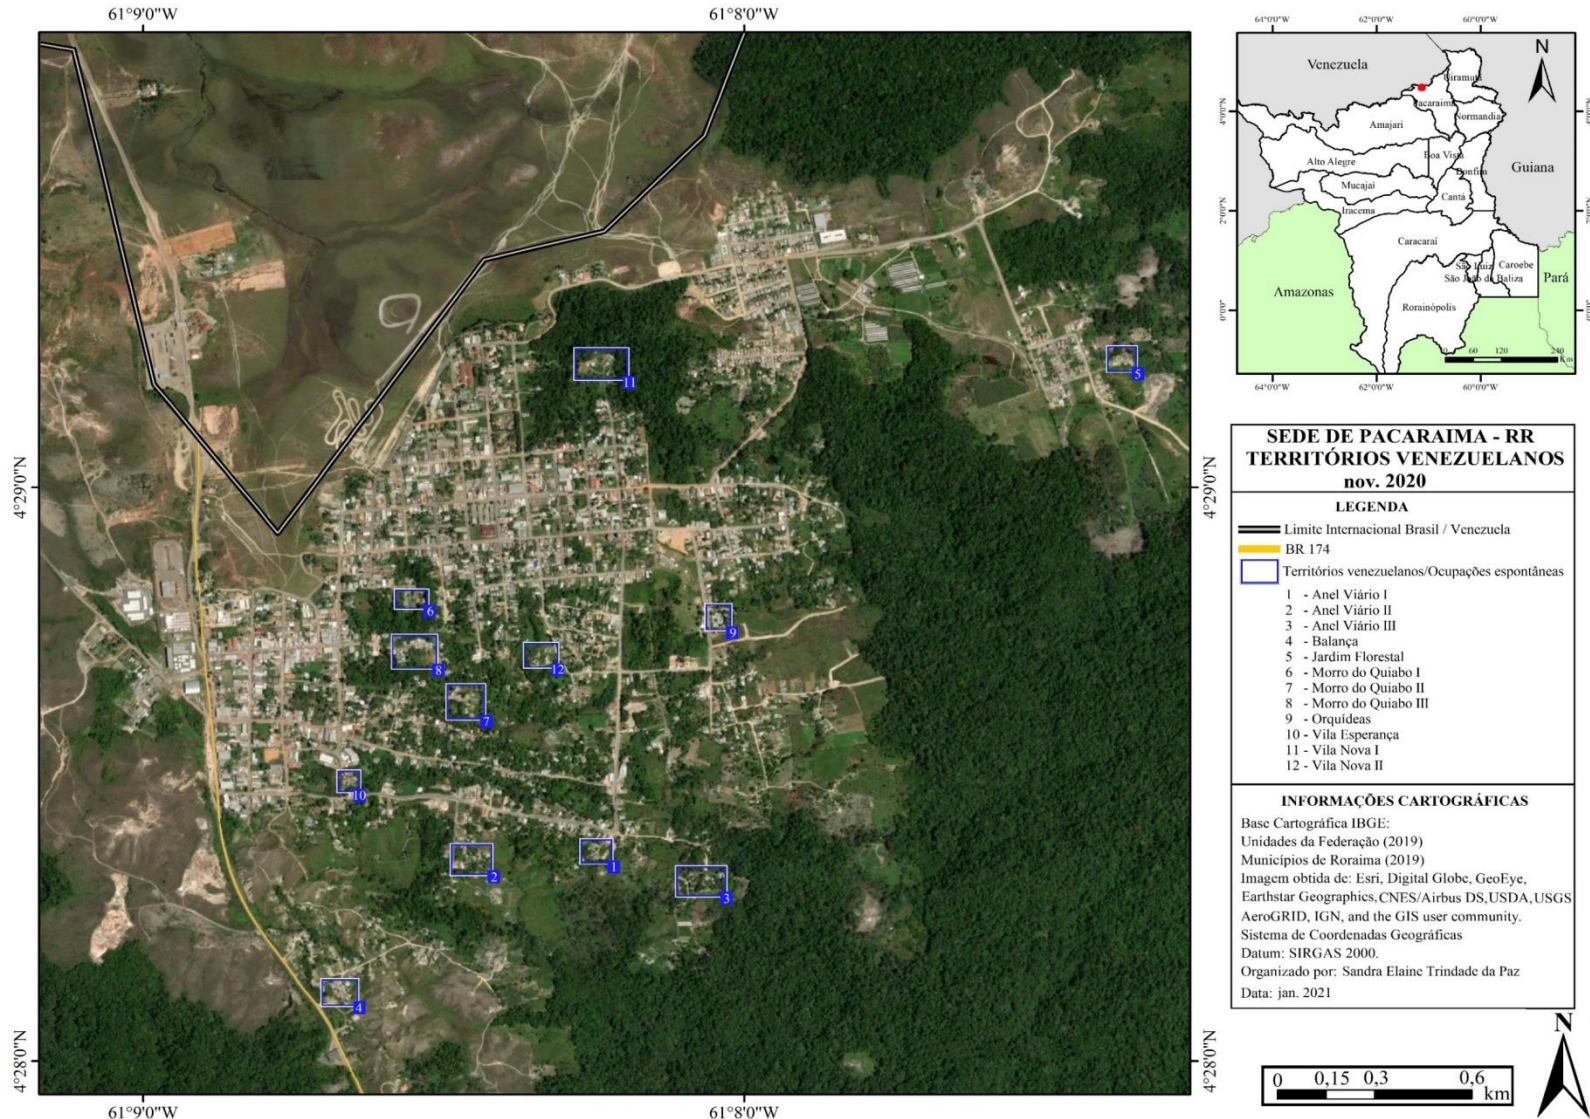 61°9'0"W
61°8'0"W
4°29'0"N
4°29'0"N
4°28'0"N
4°28'0"N
61°9'0"W
61°8'0"W
11
5
6
9
8
12
7
10
1
2
3
4
64°0'0"W
62°0'0"W
60°0'0"W
Venezuela
N
Uiramutã
Pacaraima
4°0'0"N
4°0'0"N
Normandia
Amajari
Boa Vista
Alto Alegre
Bonfim
Guiana
Mucajaí
Cantá
2°0'0"N
2°0'0"N
Iracema
Caracaraí
São Luiz
Caroebe
São João da Baliza
Pará
Amazonas
Rorainópolis
0°0'0"N
0°0'0"N
60
120
240
Km
64°0'0"W
62°0'0"W
60°0'0"W
SEDE DE PACARAIMA - RR
TERRITÓRIOS VENEZUELANOS
nov. 2020
LEGENDA
Limite Internacional Brasil / Venezuela
BR 174
Territórios venezuelanos/Ocupações espontâneas
1 - Anel Viário I
2 - Anel Viário II
3 - Anel Viário III
4 - Balança
5 - Jardim Florestal
6 - Morro do Quiabo I
7 - Morro do Quiabo II
8 - Morro do Quiabo III
9 - Orquídeas
10 - Vila Esperança
11 - Vila Nova I
12 - Vila Nova II
INFORMAÇÕES CARTOGRÁFICAS
Base Cartográfica IBGE:
Unidades da Federação (2019)
Municípios de Roraima (2019)
Imagem obtida de: Esri, Digital Globe, GeoEye,
Earthstar Geographics, CNES/Airbus DS,USDA,USGS
AeroGRID, IGN, and the GIS user community.
Sistema de Coordenadas Geográficas
Datum: SIRGAS 2000.
Organizado por: Sandra Elaine Trindade da Paz
Data: jan. 2021
N
0 0,15 0,3 0,6
km